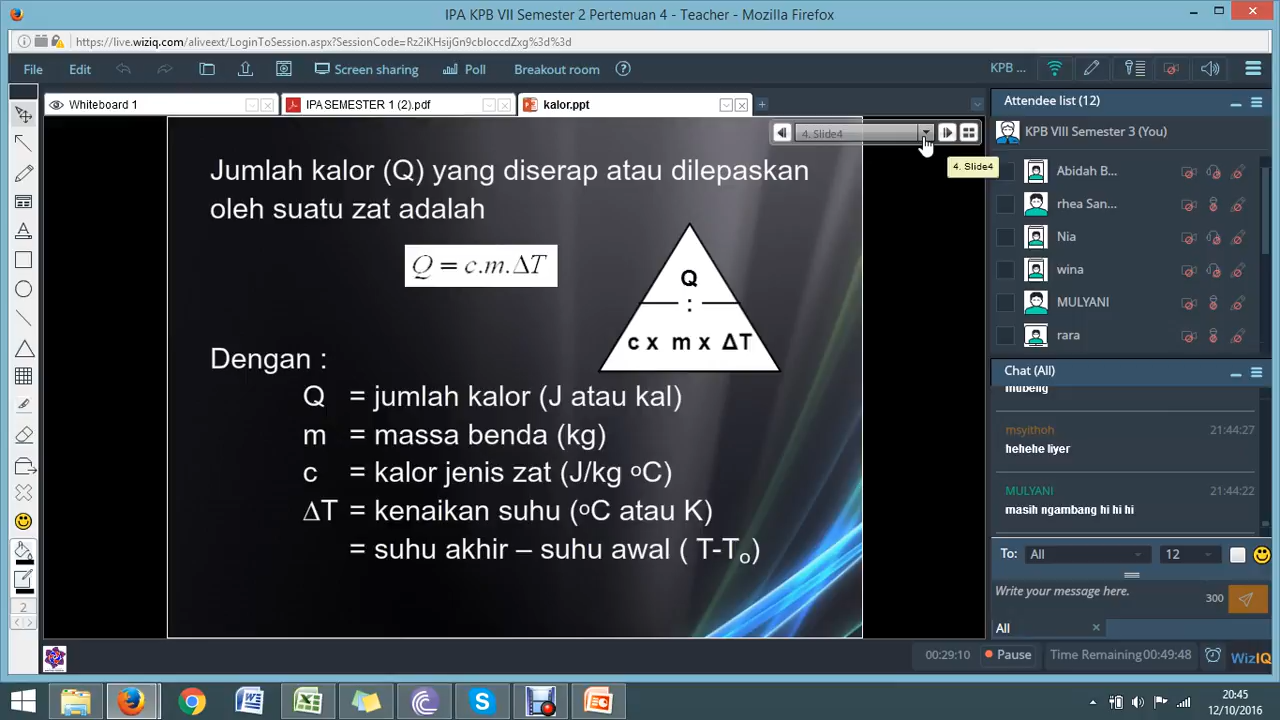 IPA KPB VII Semester 2 Pertemuan 4 - Teacher - Mozilla Firefox
https://live.wiziq.com/aliveext/LoginToSession.aspx?SessionCode=Rz2iKHsijGn9cbIoccdZxg%3d%3d
File Edit Screen sharing Poll Breakout room KPB ...
Whiteboard 1 IPA SEMESTER 1 (2).pdf kalor.ppt
4. Slide4
4. Slide4
Jumlah kalor (Q) yang diserap atau dilepaskan
oleh suatu zat adalah
Q = c.m.ΔT
Q
:
c x m x ΔT
Dengan :
Q = jumlah kalor (J atau kal)
m = massa benda (kg)
c = kalor jenis zat (J/kg oC)
ΔT = kenaikan suhu (oC atau K)
= suhu akhir – suhu awal ( T-To)
2
Attendee list (12)
KPB VIII Semester 3 (You)
Abidah B...
rhea San...
Nia
wina
MULYANI
rara
Chat (All)
msyithoh 21:44:27
hehehe liyer
MULYANI 21:44:22
masih ngambang hi hi hi
To: All 12
Write your message here. 300
All
00:29:10 Pause Time Remaining 00:49:48 WizIQ
20:45
12/10/2016